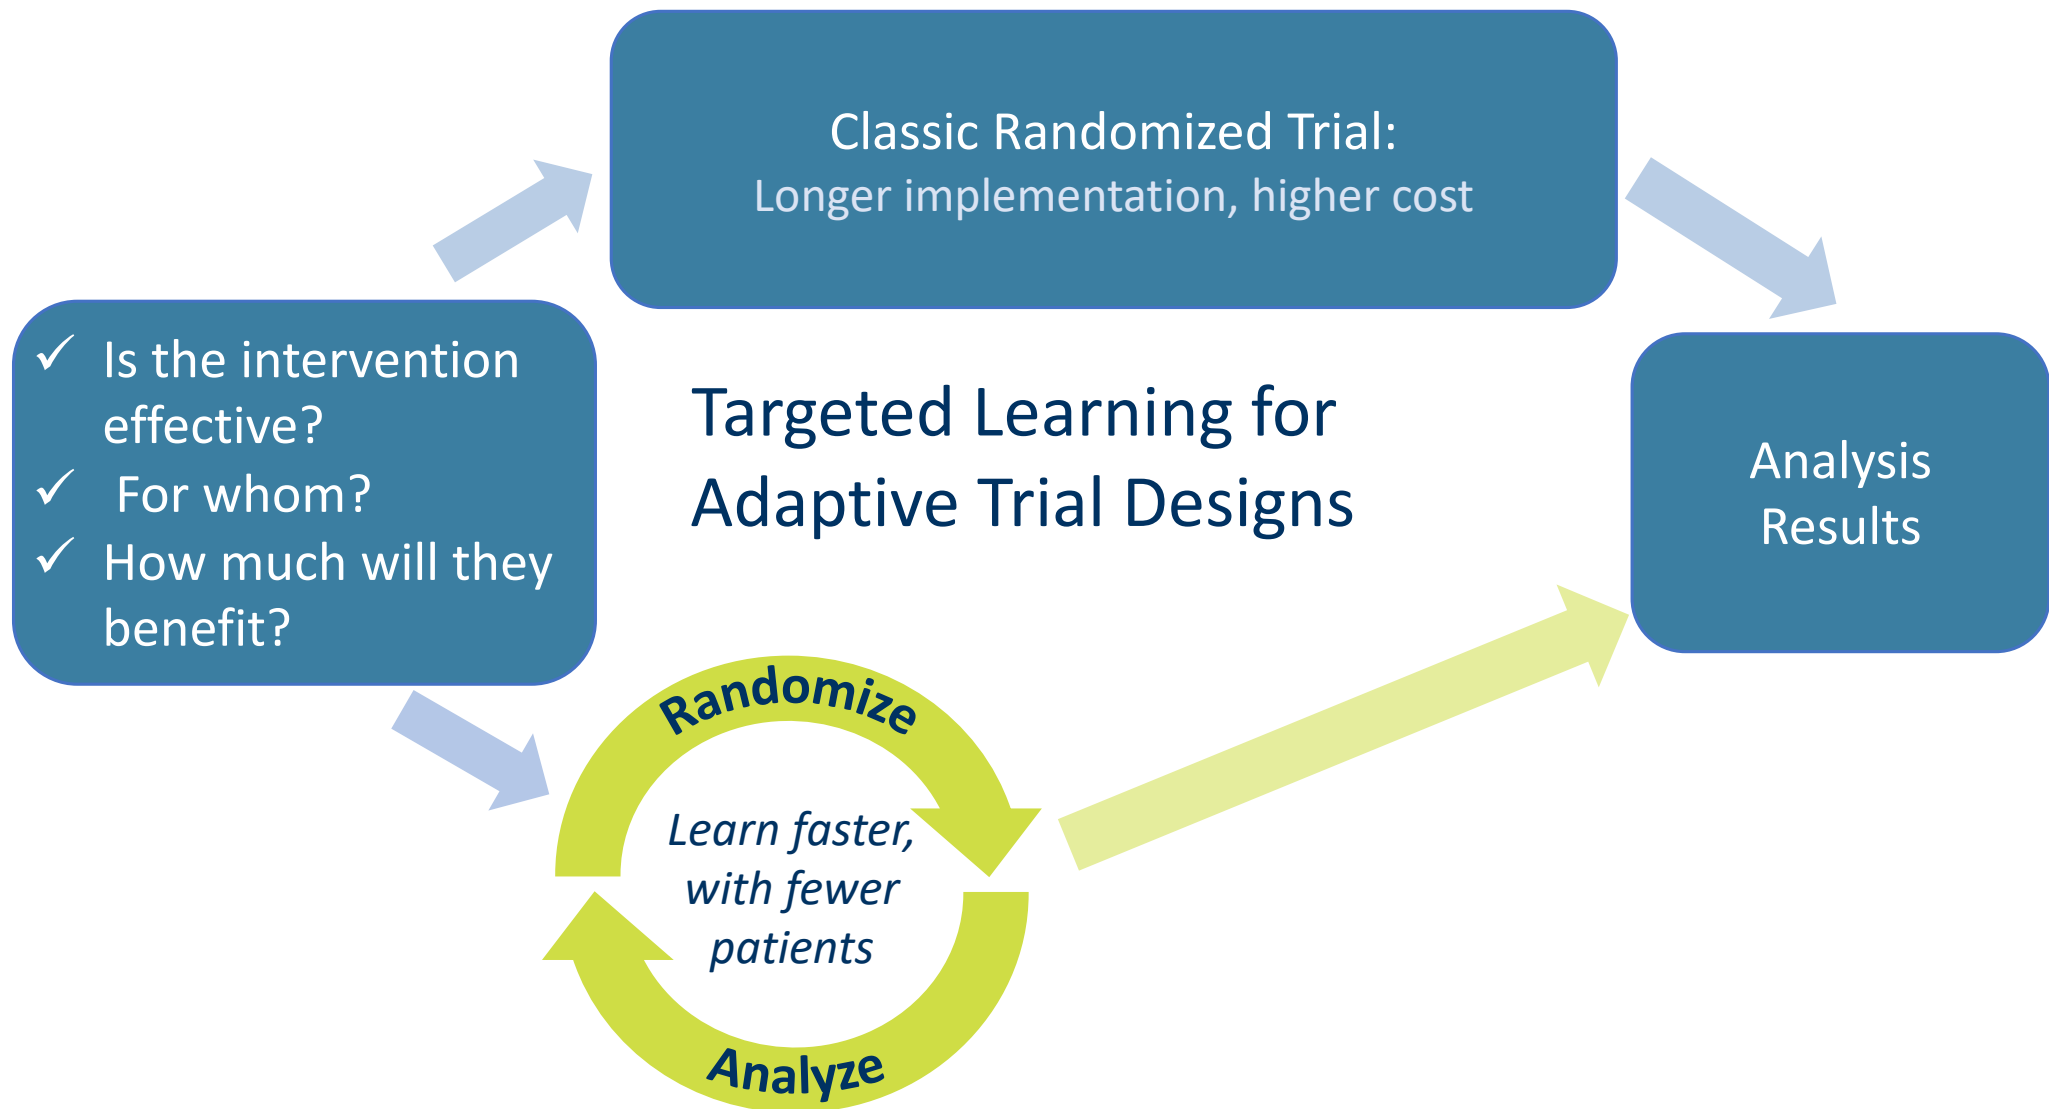 Classic Randomized Trial:
Longer implementation, higher cost
✓ Is the intervention
effective?
✓ For whom?
✓ How much will they
benefit?
Targeted Learning for
Adaptive Trial Designs
Analysis
Results
Randomize
Learn faster,
with fewer
patients
Analyze